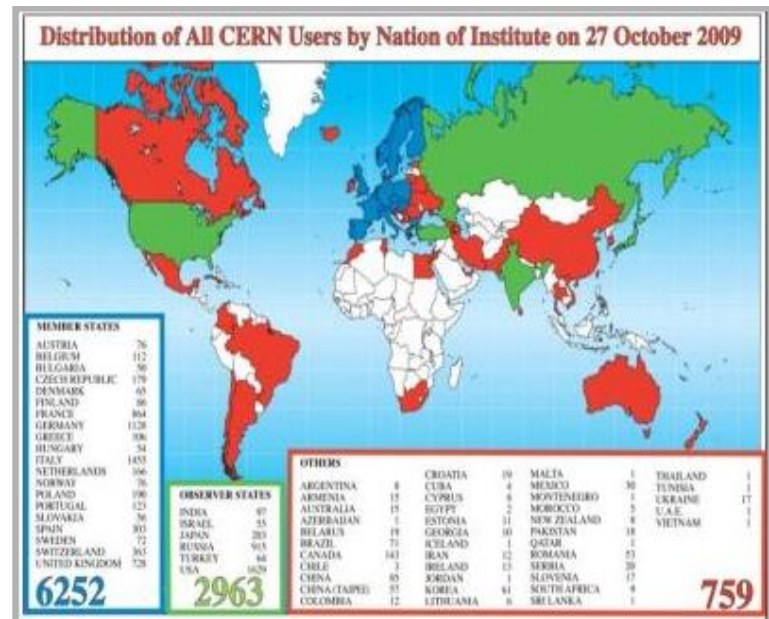 Distribution of All CERN Users by Nation of Institute on 27 October 2009
MEMBER STATES
AUSTRIA 76
BELGIUM 112
BULGARIA
CZECH REPUBLIC 179
DENMARK
FINLAND
FRANCE 864
GERMANY 1128
GREECE
HUNGARY 54
ITALY 1455
NETHERLANDS 166
NORWAY 76
POLAND 190
PORTUGAL 123
SLOVAKIA 56
SPAIN 303
SWEDEN 72
SWITZERLAND 363
UNITED KINGDOM 728
6252
OBSERVER STATES
INDIA 97
ISRAEL 55
JAPAN 203
RUSSIA 915
TURKEY 64
USA 1629
2963
OTHERS
ARGENTINA 8
ARMENIA 15
AUSTRALIA 15
AZERBAIJAN 1
BELARUS 19
BRAZIL 71
CANADA 143
CHILE 3
CHINA 85
CHINA (TAIPEI) 57
COLOMBIA 12
CROATIA 19
CUBA 4
CYPRUS
EGYPT 2
ESTONIA 11
GEORGIA 10
ICELAND 1
IRAN 12
IRELAND 13
JORDAN 1
KOREA 61
LITHUANIA 6
MALTA 1
MEXICO 30
MONTENEGRO 1
MOROCCO 5
NEW ZEALAND 8
PAKISTAN 18
QATAR 1
ROMANIA 53
SERBIA 20
SLOVENIA 17
SOUTH AFRICA 9
SRI LANKA 1
THAILAND 1
TUNISIA 1
UKRAINE 17
U.A.E. 1
VIETNAM 1
759